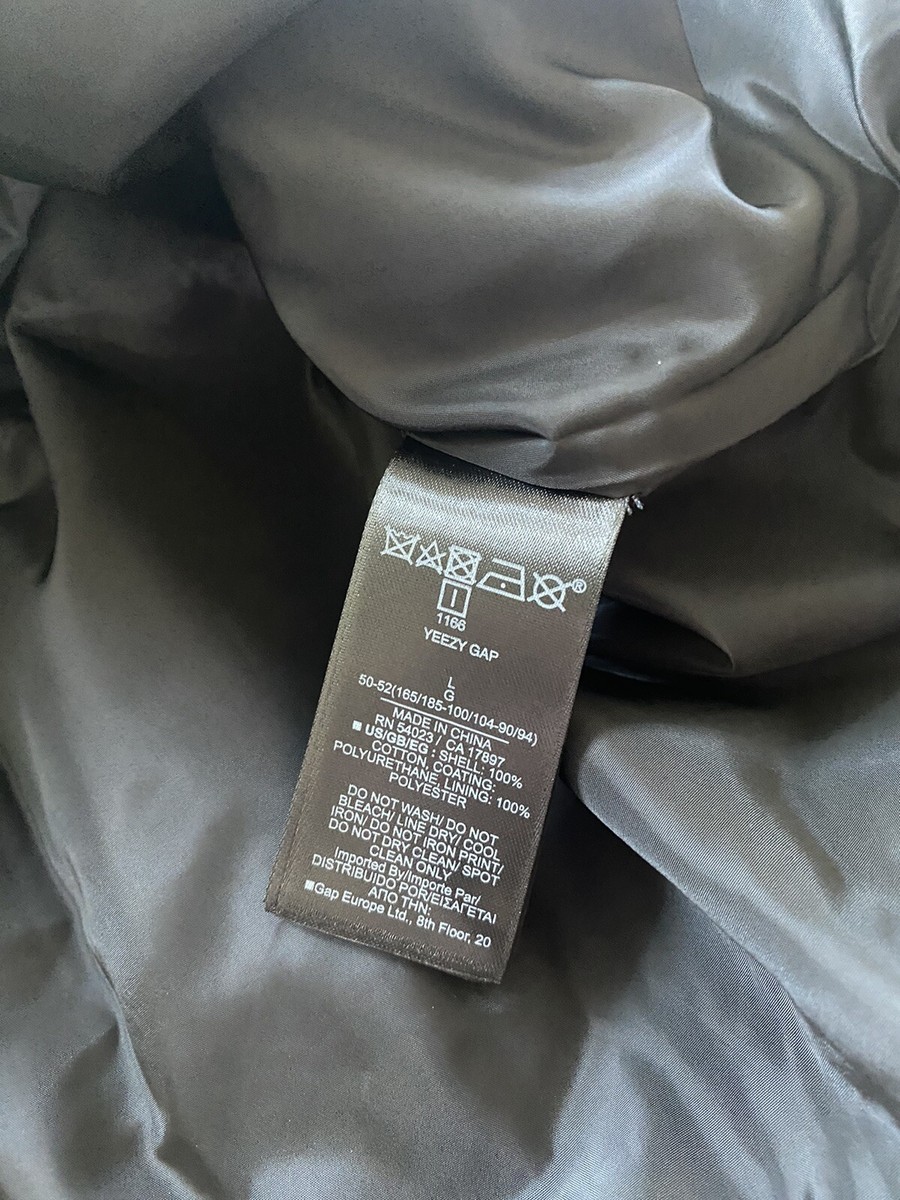 ®
I
1166
YEEZY GAP
L
G
50-52(165/185-100/104-90/94)
MADE IN CHINA
RN 54023 / CA 17897
■ US/GB/EG : SHELL: 100%
COTTON, COATING:
POLYURETHANE, LINING: 100%
POLYESTER
DO NOT WASH/ DO NOT
BLEACH/ LINE DRY/ COOL
IRON/ DO NOT IRON PRINT/
DO NOT DRY CLEAN/ SPOT
CLEAN ONLY
Imported By/Importe Par/
DISTRIBUIDO POR/ΕΙΣΑΓΕΤΑΙ
ΑΠΟ ΤΗΝ:
■Gap Europe Ltd., 8th Floor, 20